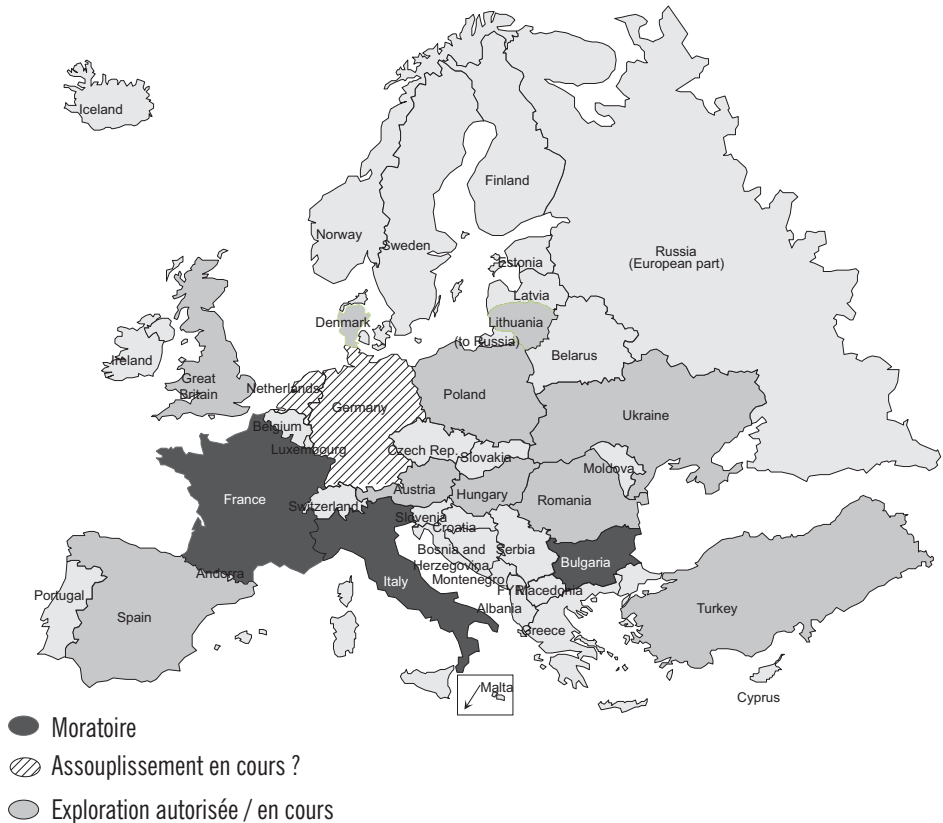 Iceland
Finland
Norway
Sweden
Russia
(European part)
Estonia
Latvia
Denmark
Lithuania
(to Russia)
Belarus
Ireland
Great
Britain
Netherlands
Germany
Poland
Ukraine
Belgium
Luxembourg
Czech Rep.
Slovakia
Moldova
France
Switzerland
Austria
Hungary
Romania
Slovenia
Croatia
Bosnia and
Herzegovina
Serbia
Bulgaria
Andorra
Italy
Montenegro
FYR Macedonia
Portugal
Spain
Albania
Turkey
Greece
Malta
Cyprus
Moratoire
Assouplissement en cours ?
Exploration autorisée / en cours